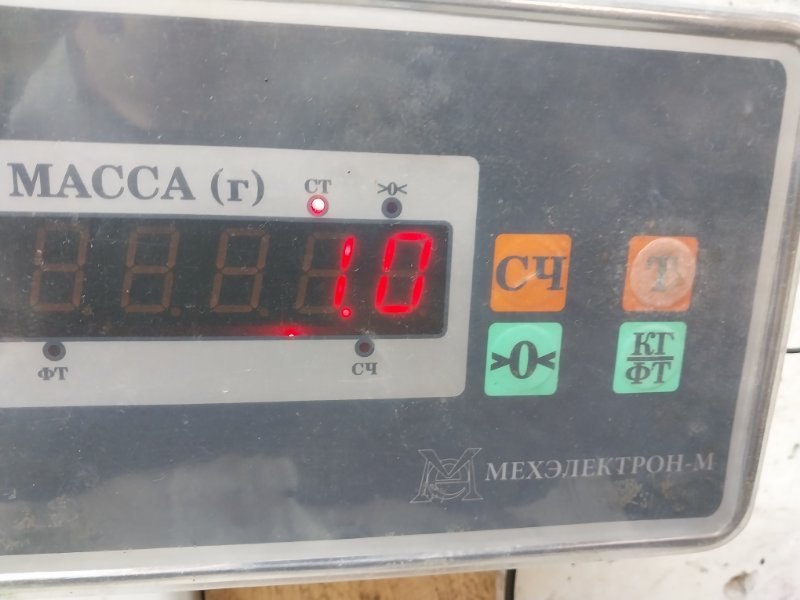 МАССА (г)
СТ
>0<
1.0
ФТ
СЧ
СЧ
Т
>0<
КГ
ФТ
МЕХЭЛЕКТРОН-М